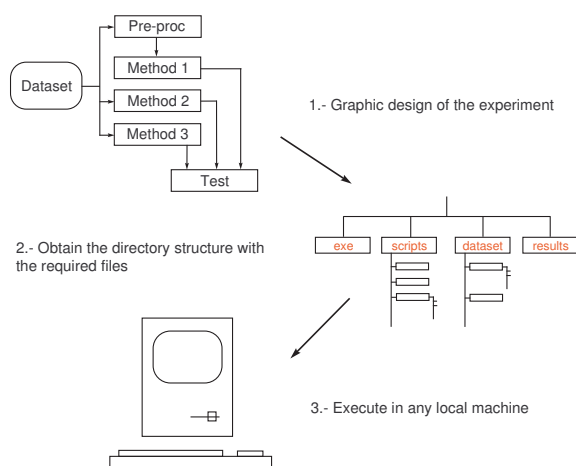 Pre-proc
Dataset
Method 1
Method 2
Method 3
Test
1.- Graphic design of the experiment
exe
scripts
dataset
results
2.- Obtain the directory structure with
the required files
3.- Execute in any local machine